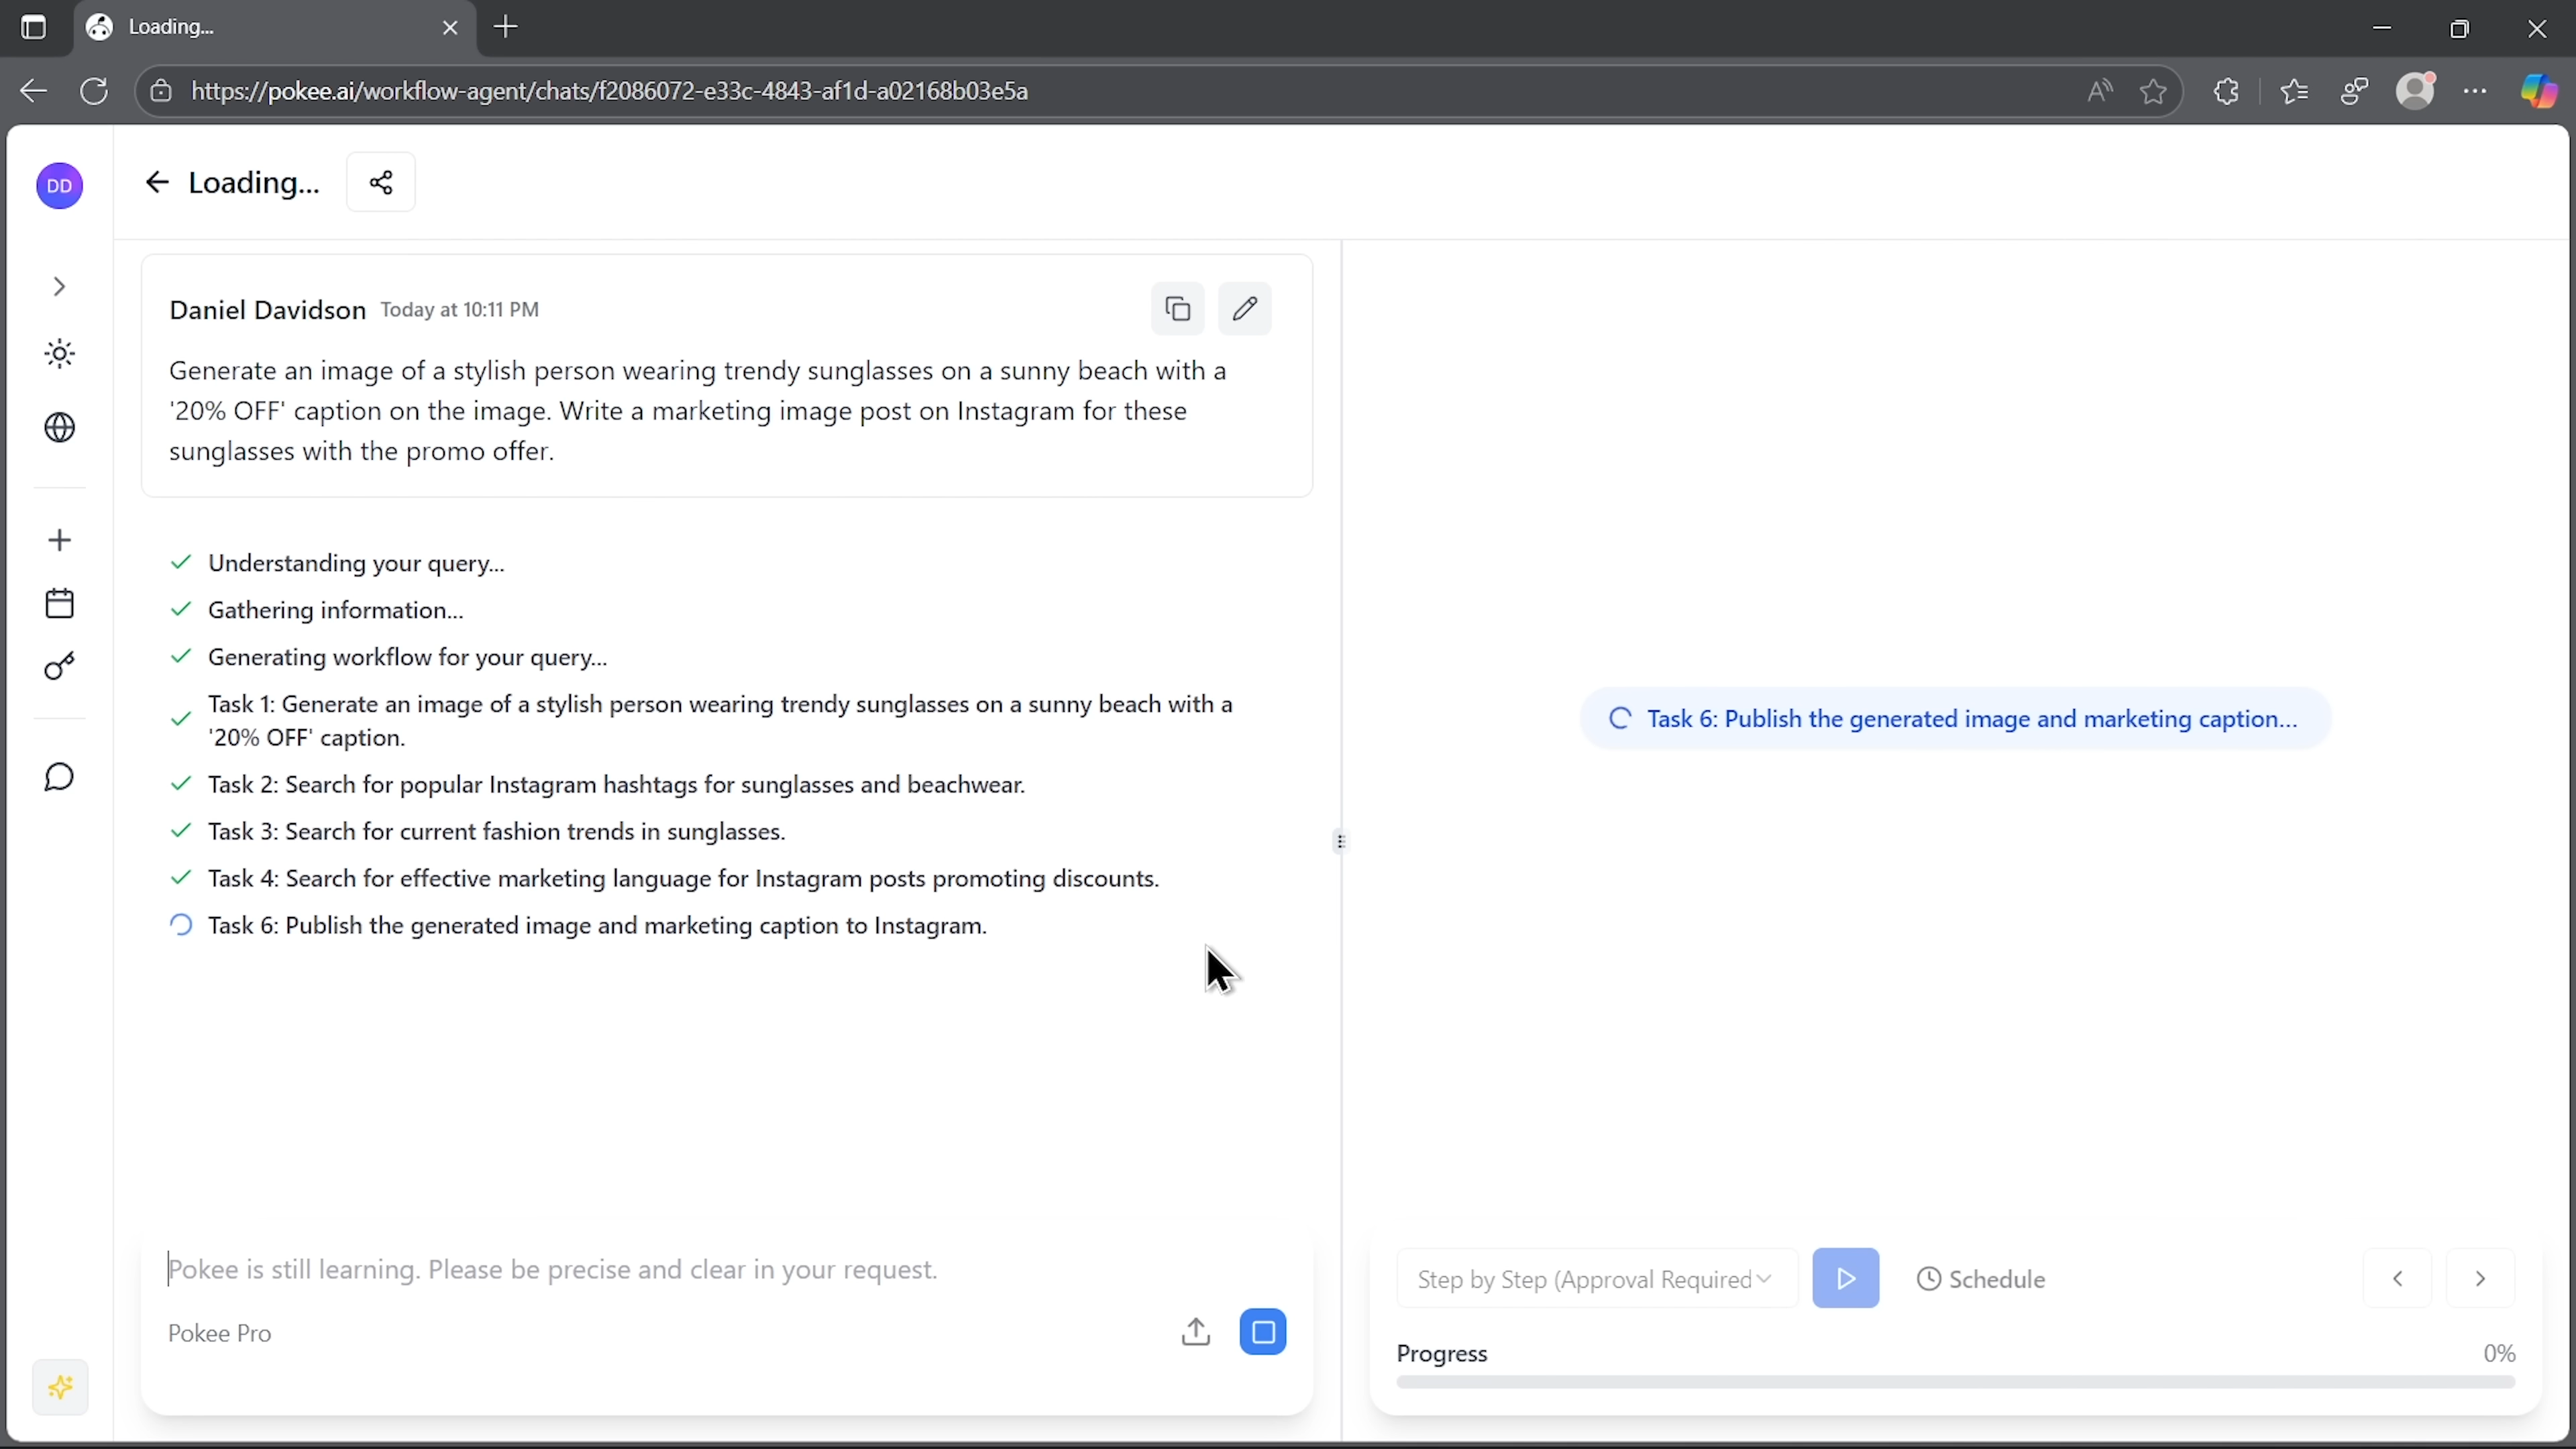 Loading...
https://pokee.ai/workflow-agent/chats/f2086072-e33c-4843-af1d-a02168b03e5a
DD
Loading...
Daniel Davidson Today at 10:11 PM
Generate an image of a stylish person wearing trendy sunglasses on a sunny beach with a
'20% OFF' caption on the image. Write a marketing image post on Instagram for these
sunglasses with the promo offer.
Understanding your query...
Gathering information...
Generating workflow for your query...
Task 1: Generate an image of a stylish person wearing trendy sunglasses on a sunny beach with a
'20% OFF' caption.
Task 2: Search for popular Instagram hashtags for sunglasses and beachwear.
Task 3: Search for current fashion trends in sunglasses.
Task 4: Search for effective marketing language for Instagram posts promoting discounts.
Task 6: Publish the generated image and marketing caption to Instagram.
Pokee is still learning. Please be precise and clear in your request.
Pokee Pro
Task 6: Publish the generated image and marketing caption...
Step by Step (Approval Required
Schedule
Progress 0%